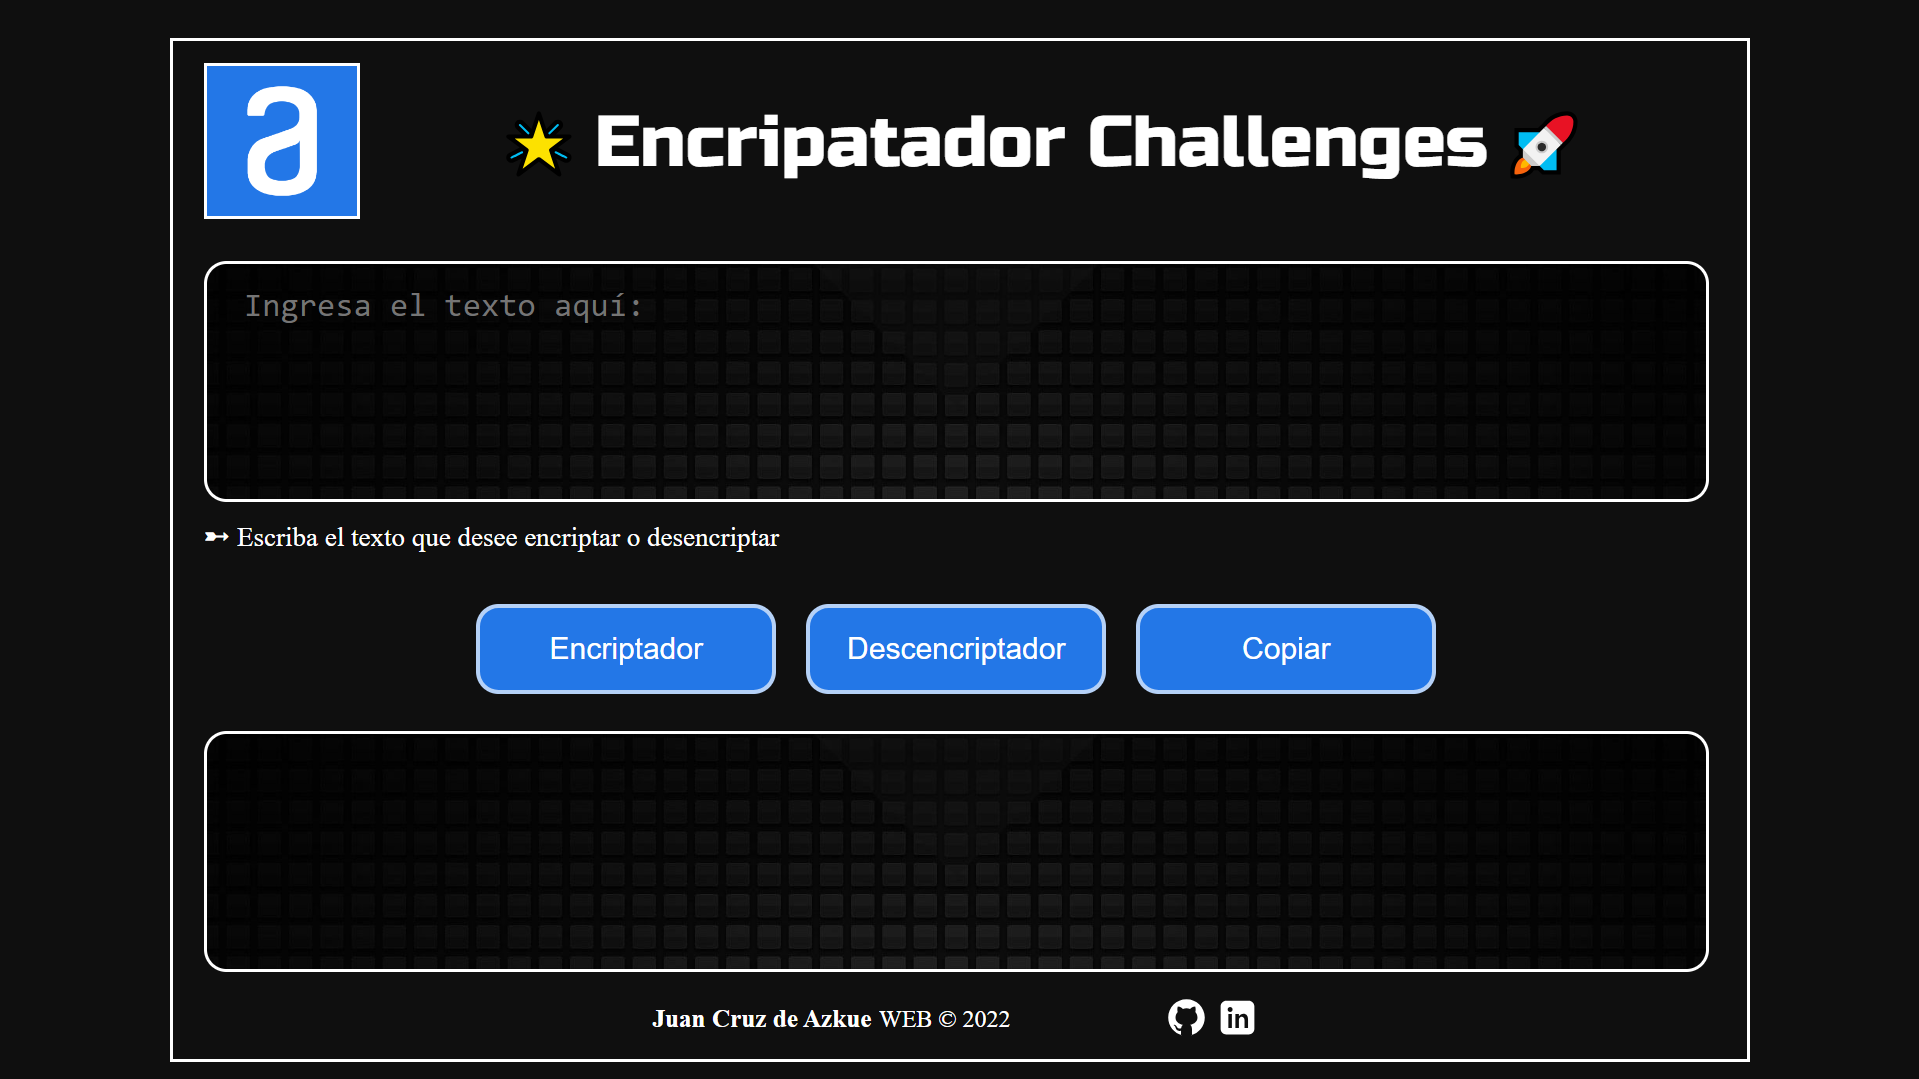 a
🌟 Encripatador Challenges 🚀
Ingresa el texto aquí:
➳ Escriba el texto que desee encriptar o desencriptar
Encriptador
Descencriptador
Copiar
Juan Cruz de Azkue WEB © 2022
in